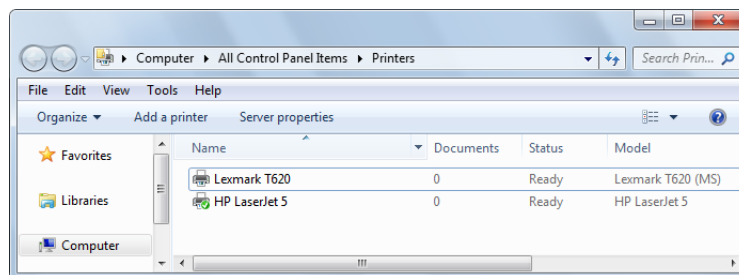 Computer All Control Panel Items Printers Search Prin...
File Edit View Tools Help
Organize Add a printer Server properties
Favorites
Libraries
Computer
Name Documents Status Model
Lexmark T620 0 Ready Lexmark T620 (MS)
HP LaserJet 5 0 Ready HP LaserJet 5